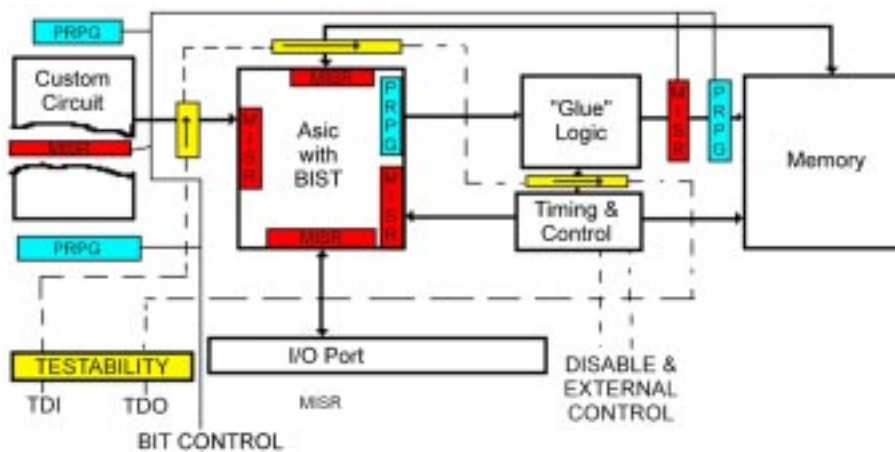 PRPG
Custom
Circuit
MISR
PRPG
MISR
MISR
Asic
with
BIST
PRPG
MISR
MISR
"Glue"
Logic
MISR
PRPG
Memory
Timing &
Control
I/O Port
TESTABILITY
TDI
TDO
MISR
BIT CONTROL
DISABLE &
EXTERNAL
CONTROL